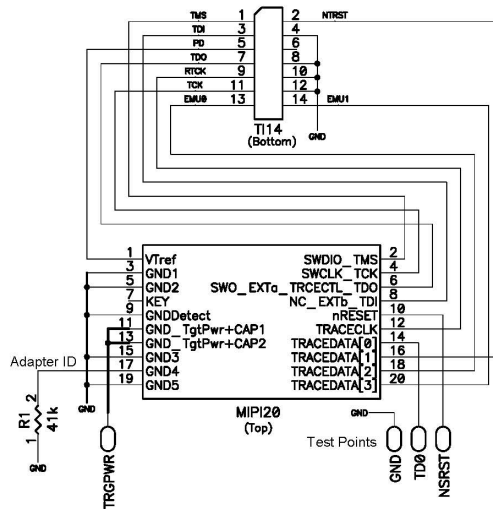 TMS 1 2 NTRST
TDI 3 4
PD 5 6
TDO 7 8
RTCK 9 10
TCK 11 12
EMU0 13 14 EMU1
TI14
(Bottom)
GND
1 VTref SWDIO_TMS 2
3 GND1 SWCLK_TCK 4
5 GND2 SWO_EXTa_TRCECTL_TDO 6
7 KEY NC_EXTb_TDI 8
9 GNDDetect nRESET 10
11 GND_TgtPwr+CAP1 TRACECLK 12
13 GND_TgtPwr+CAP2 TRACEDATA[0] 14
15 GND3 TRACEDATA[1] 16
17 GND4 TRACEDATA[2] 18
19 GND5 TRACEDATA[3] 20
Adapter ID
R1
41k
2
1
GND
GND
MIPI20
(Top)
GND
Test Points
TRGPWR
GND
TD0
NSRST